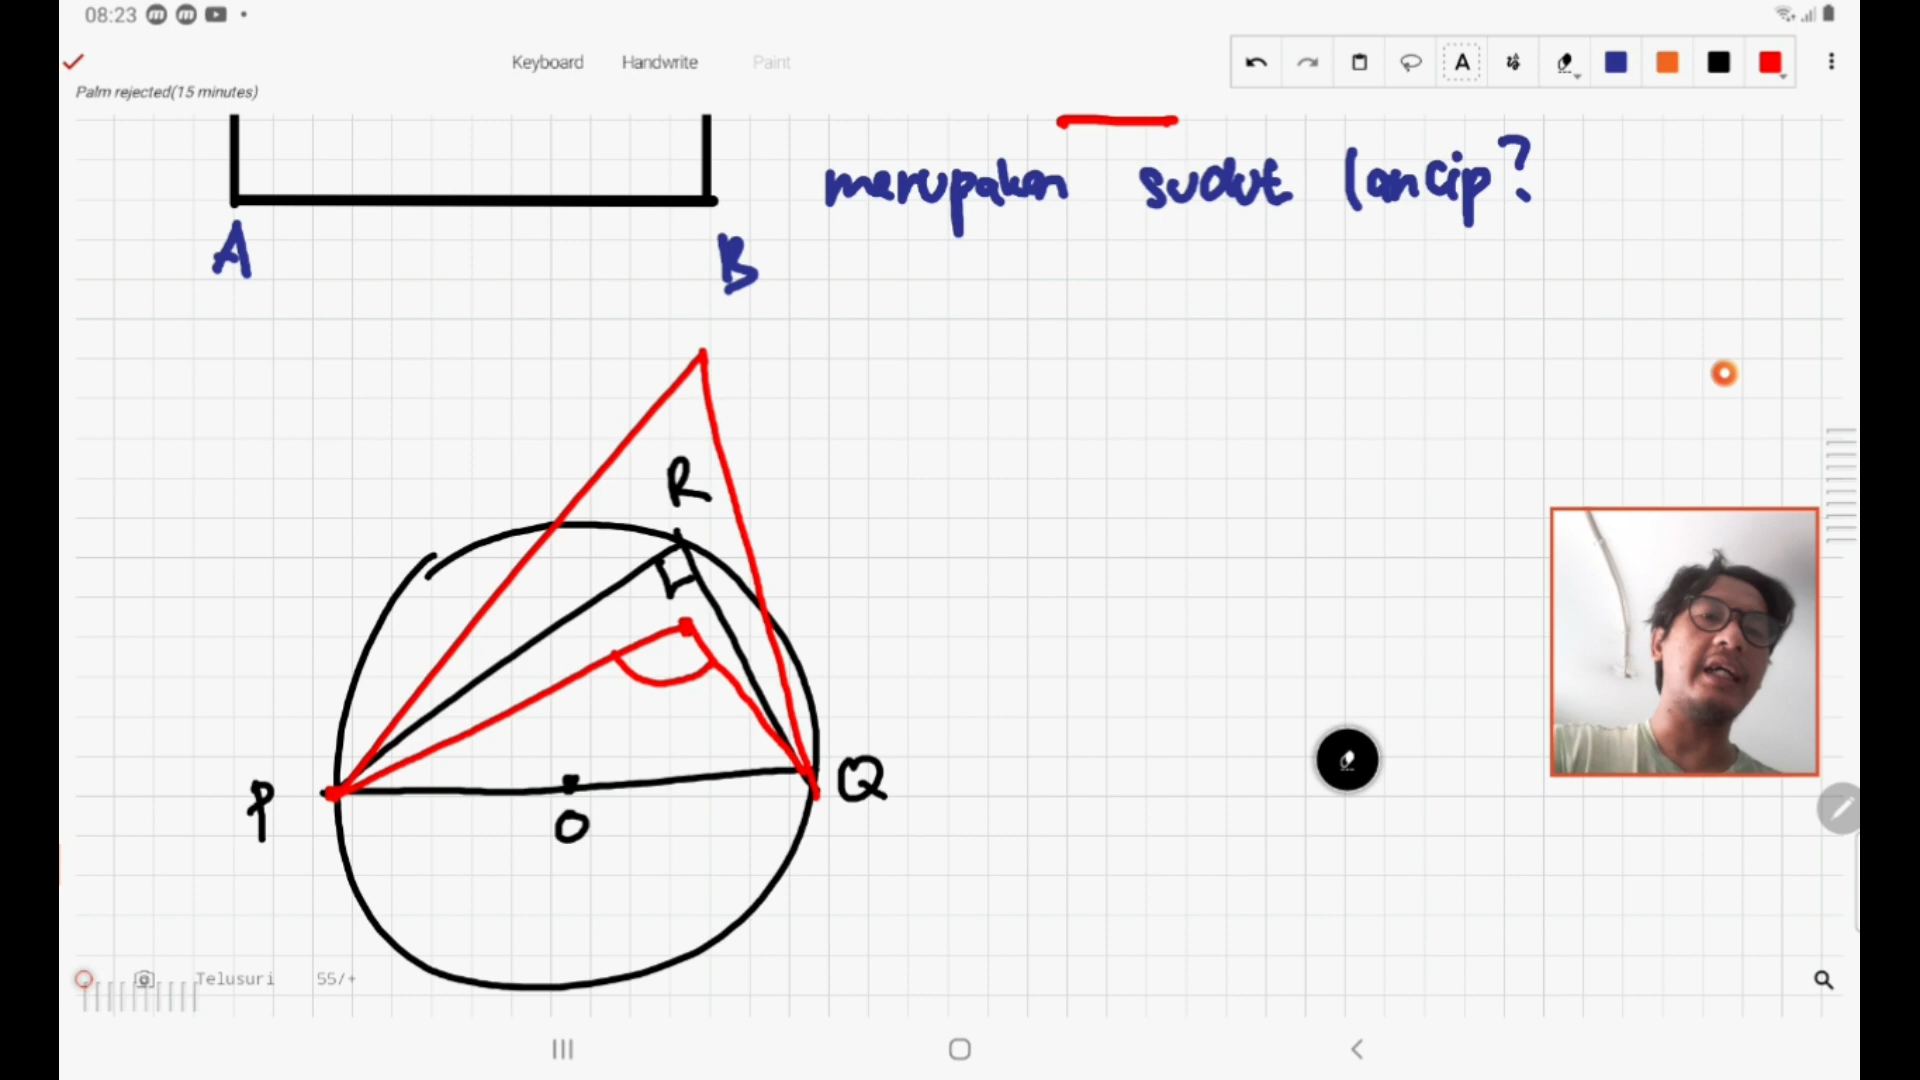 08:23
Keyboard Handwrite Paint
A
Palm rejected(15 minutes)
merupakan sudut lancip?
A
B
R
P
O
Q
Telusuri 55/+